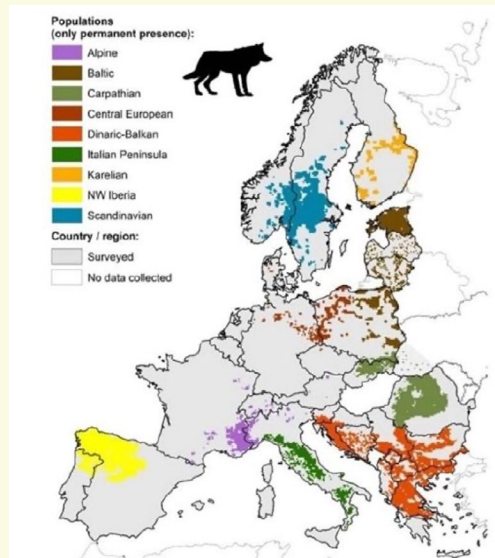 Populations
(only permanent presence):
Alpine
Baltic
Carpathian
Central European
Dinaric-Balkan
Italian Peninsula
Karelian
NW Iberia
Scandinavian
Country / region:
Surveyed
No data collected